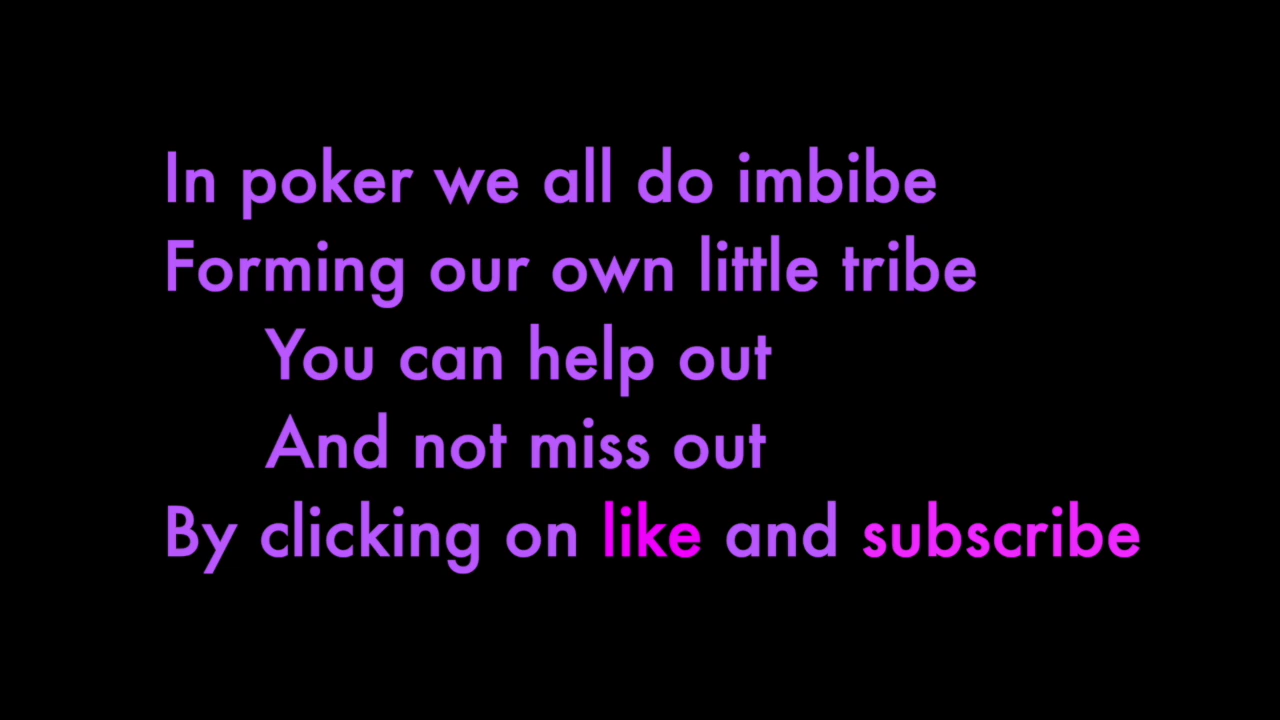 In poker we all do imbibe
Forming our own little tribe
You can help out
And not miss out
By clicking on like and subscribe